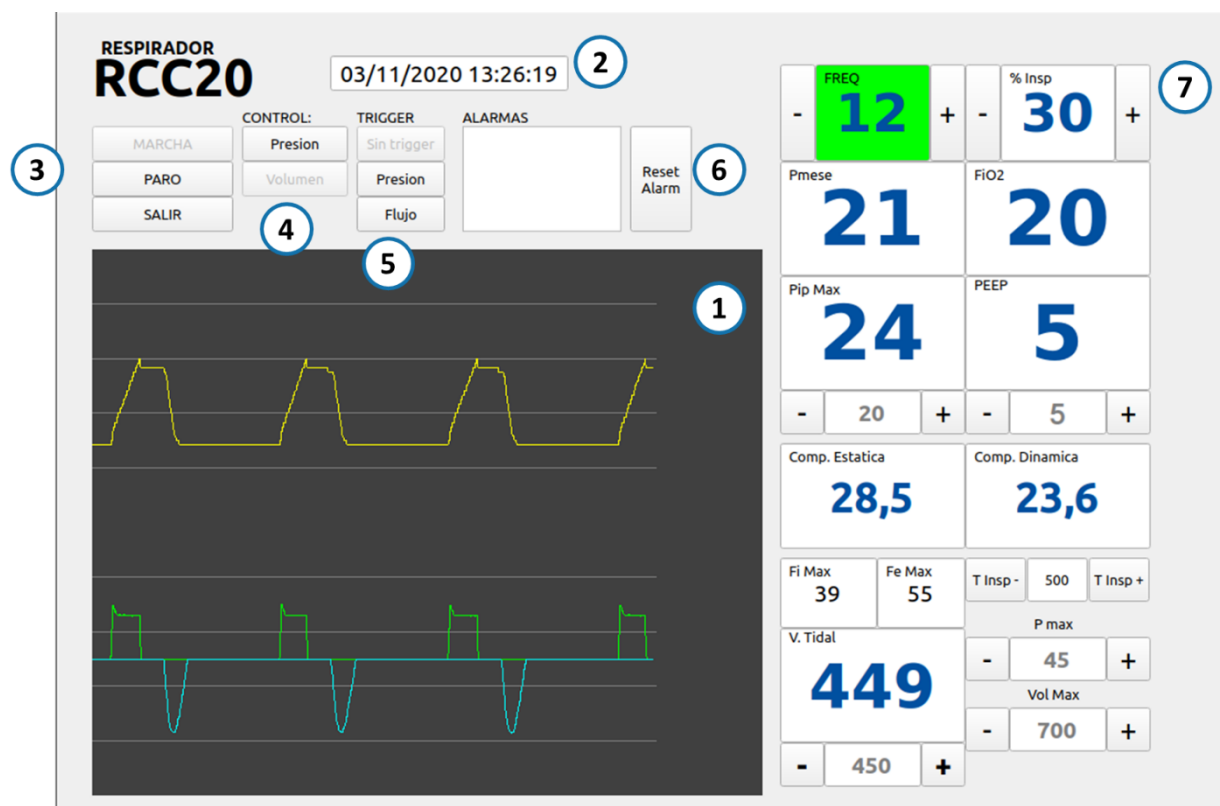 RESPIRADOR
RCC20
03/11/2020 13:26:19
2
CONTROL:
TRIGGER
ALARMAS
MARCHA
Presion
Sin trigger
3
PARO
Volumen
Presion
Reset
Alarm
6
SALIR
4
Flujo
5
1
- FREQ 12 +
- % Insp 30 +
7
Pmese
21
FiO2
20
Pip Max
24
PEEP
5
- 20 +
- 5 +
Comp. Estatica
28,5
Comp. Dinamica
23,6
Fi Max
39
Fe Max
55
T Insp - 500 T Insp +
P max
- 45 +
V. Tidal
449
Vol Max
- 700 +
- 450 +